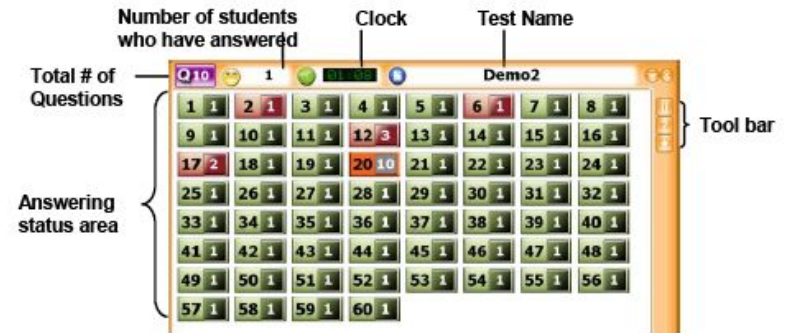 Number of students
who have answered
Clock
Test Name
Total # of
Questions
Q10 1 01:08 Demo2
1 1 2 1 3 1 4 1 5 1 6 1 7 1 8 1
9 1 10 1 11 1 12 3 13 1 14 1 15 1 16 1
Tool bar
17 2 18 1 19 1 20 10 21 1 22 1 23 1 24 1
Answering
status area
25 1 26 1 27 1 28 1 29 1 30 1 31 1 32 1
33 1 34 1 35 1 36 1 37 1 38 1 39 1 40 1
41 1 42 1 43 1 44 1 45 1 46 1 47 1 48 1
49 1 50 1 51 1 52 1 53 1 54 1 55 1 56 1
57 1 58 1 59 1 60 1